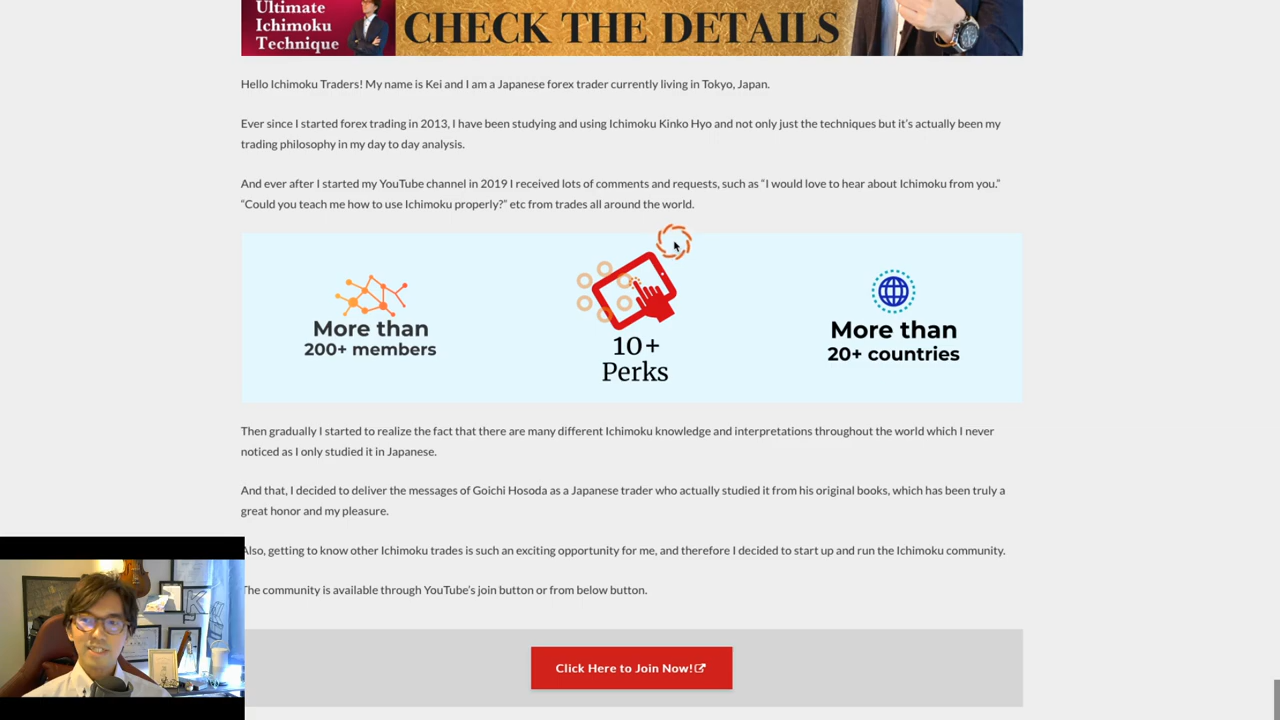 Ultimate
Ichimoku
Technique
CHECK THE DETAILS
Hello Ichimoku Traders! My name is Kei and I am a Japanese forex trader currently living in Tokyo, Japan.
Ever since I started forex trading in 2013, I have been studying and using Ichimoku Kinko Hyo and not only just the techniques but it's actually been my
trading philosophy in my day to day analysis.
And ever after I started my YouTube channel in 2019 I received lots of comments and requests, such as "I would love to hear about Ichimoku from you."
"Could you teach me how to use Ichimoku properly?" etc from trades all around the world.
More than
200+ members
10+
Perks
More than
20+ countries
Then gradually I started to realize the fact that there are many different Ichimoku knowledge and interpretations throughout the world which I never
noticed as I only studied it in Japanese.
And that, I decided to deliver the messages of Goichi Hosoda as a Japanese trader who actually studied it from his original books, which has been truly a
great honor and my pleasure.
Also, getting to know other Ichimoku trades is such an exciting opportunity for me, and therefore I decided to start up and run the Ichimoku community.
The community is available through YouTube's join button or from below button.
Click Here to Join Now!